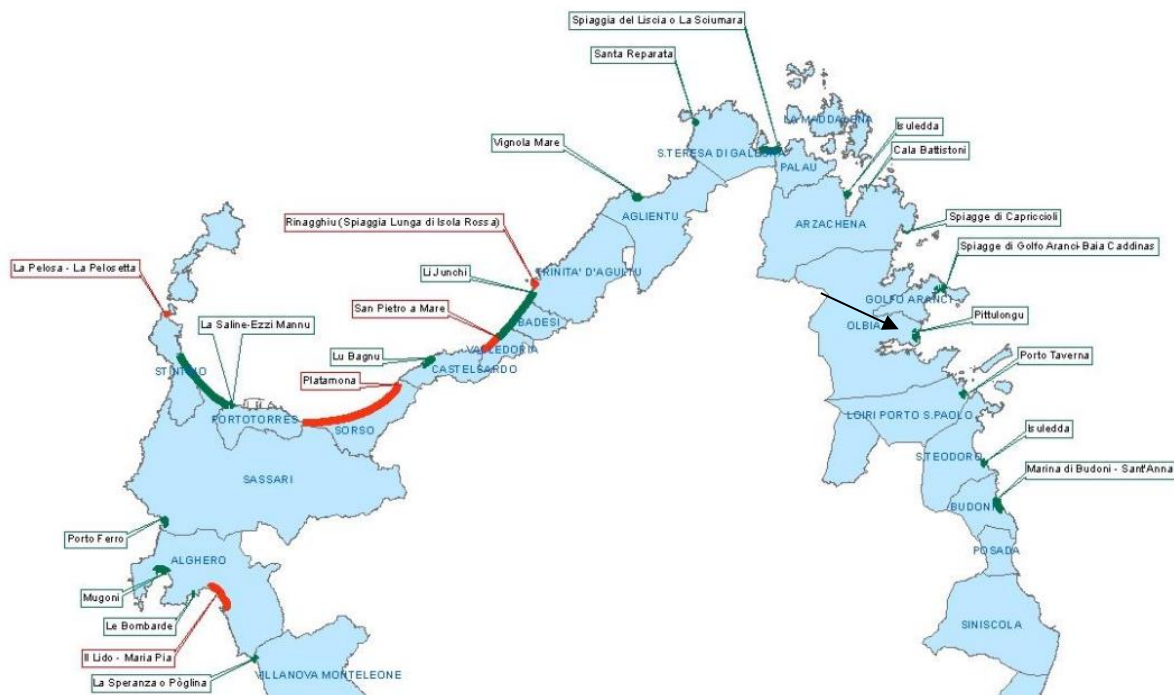 Spiaggia del Liscia o La Sciumara
Santa Reparata
LA MADDALENA
Isuledda
Vignola Mare
S.TERESA DI GALLURA
Cala Battistoni
PALAU
AGLIENTU
ARZACHENA
Rinagghiu (Spiaggia Lunga di Isola Rossa)
Spiagge di Capriccioli
Spiagge di Golfo Aranci-Baia Caddinas
La Pelosa - La Pelosetta
Li Junchi
TRINITA' D'AGULTU
GOLFO ARANCI
San Pietro a Mare
BADESI
OLBIA
Pittulongu
La Saline-Ezzi Mannu
VALLEDORIA
Lu Bagnu
CASTELSARDO
Porto Taverna
STINTINO
Platamona
PORTOTORRES
SORSO
LOIRI PORTO S.PAOLO
Isuledda
S.TEODORO
Marina di Budoni - Sant'Anna
SASSARI
BUDONI
Porto Ferro
POSADA
ALGHERO
Mugoni
Le Bombarde
SINISCOLA
Il Lido - Maria Pia
VILLANOVA MONTELEONE
La Speranza o Pòglina